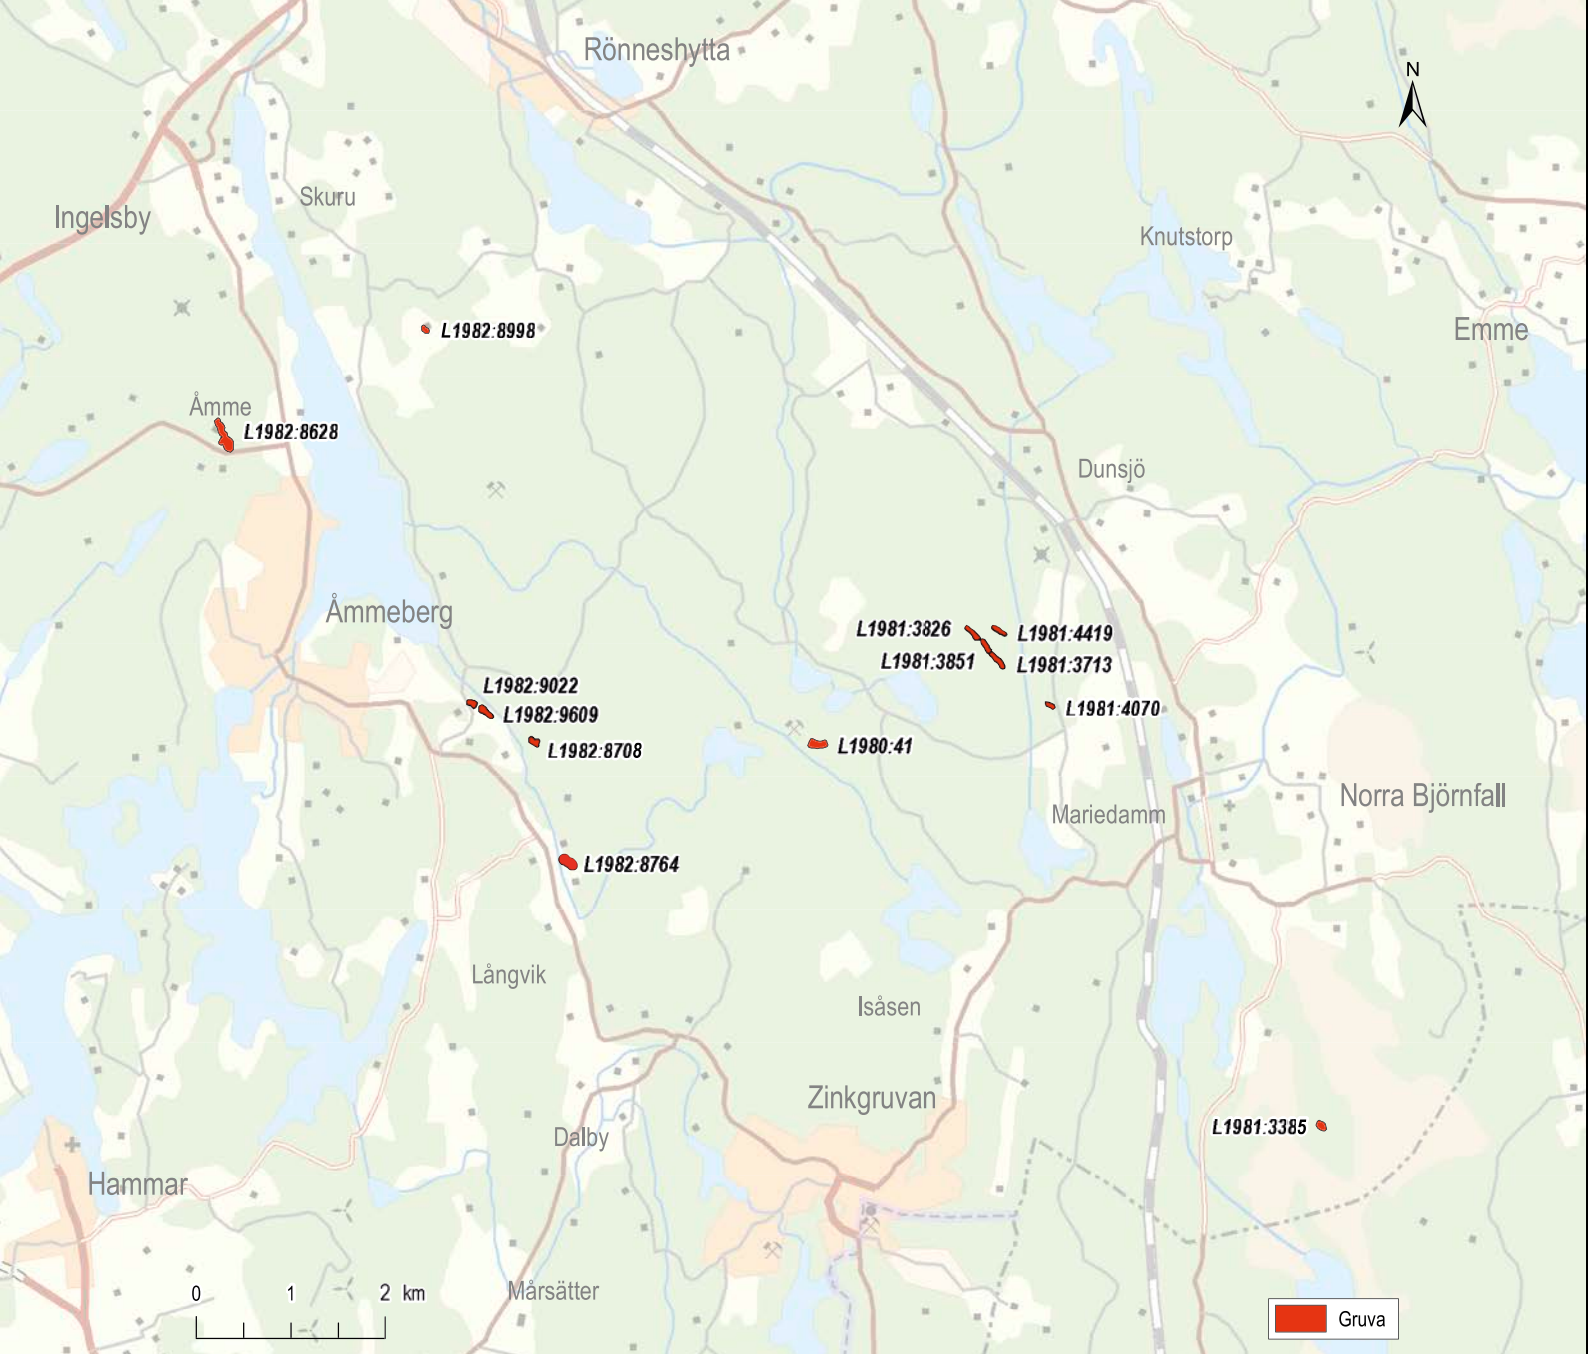 Rönneshytta
N
Skuru
Ingelsby
Knutstorp
L1982:8998
Emme
Åmme
L1982:8628
Dunsjö
Åmmeberg
L1981:3826
L1981:4419
L1981:3851
L1981:3713
L1982:9022
L1982:9609
L1981:4070
L1982:8708
L1980:41
Norra Björnfall
Mariedamm
L1982:8764
Långvik
Isåsen
Zinkgruvan
L1981:3385
Dalby
Hammar
Mårsätter
0 1 2 km
Gruva